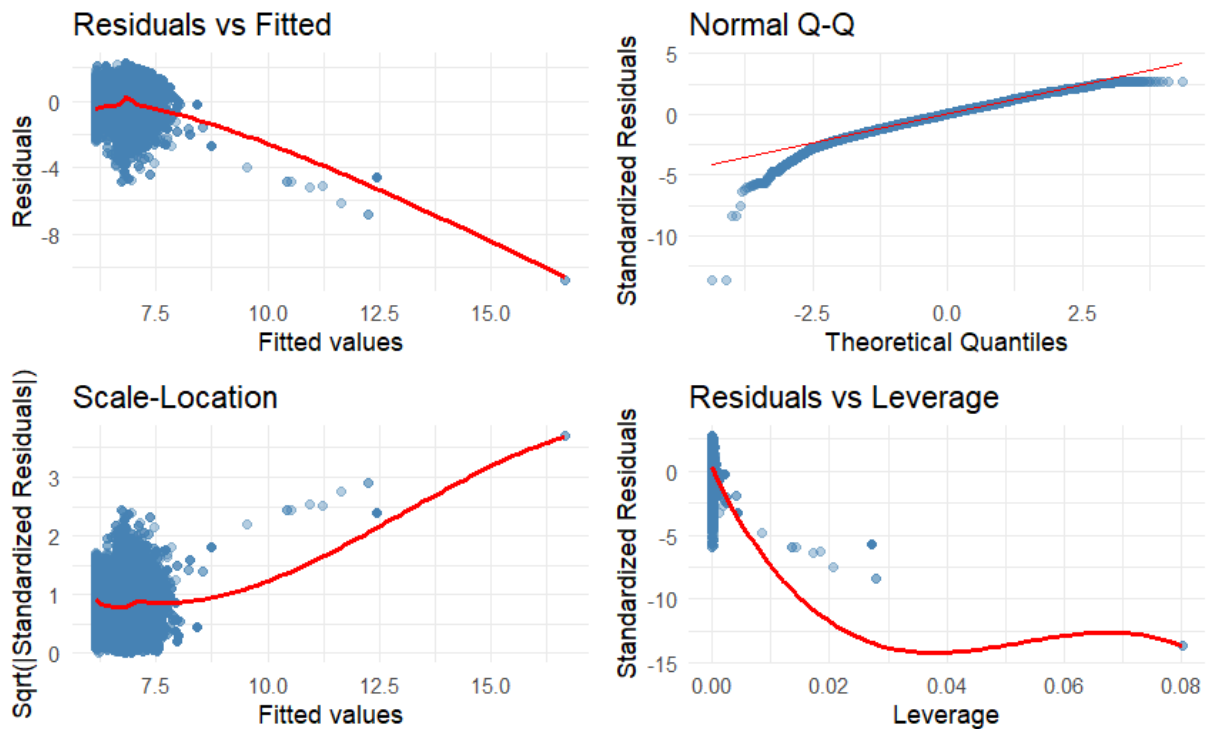 Residuals vs Fitted
Residuals
0
-4
-8
7.5 10.0 12.5 15.0
Fitted values
Normal Q-Q
Standardized Residuals
5
0
-5
-10
-2.5 0.0 2.5
Theoretical Quantiles
Scale-Location
Sqrt(|Standardized Residuals|)
3
2
1
0
7.5 10.0 12.5 15.0
Fitted values
Residuals vs Leverage
Standardized Residuals
0
-5
-10
-15
0.00 0.02 0.04 0.06 0.08
Leverage